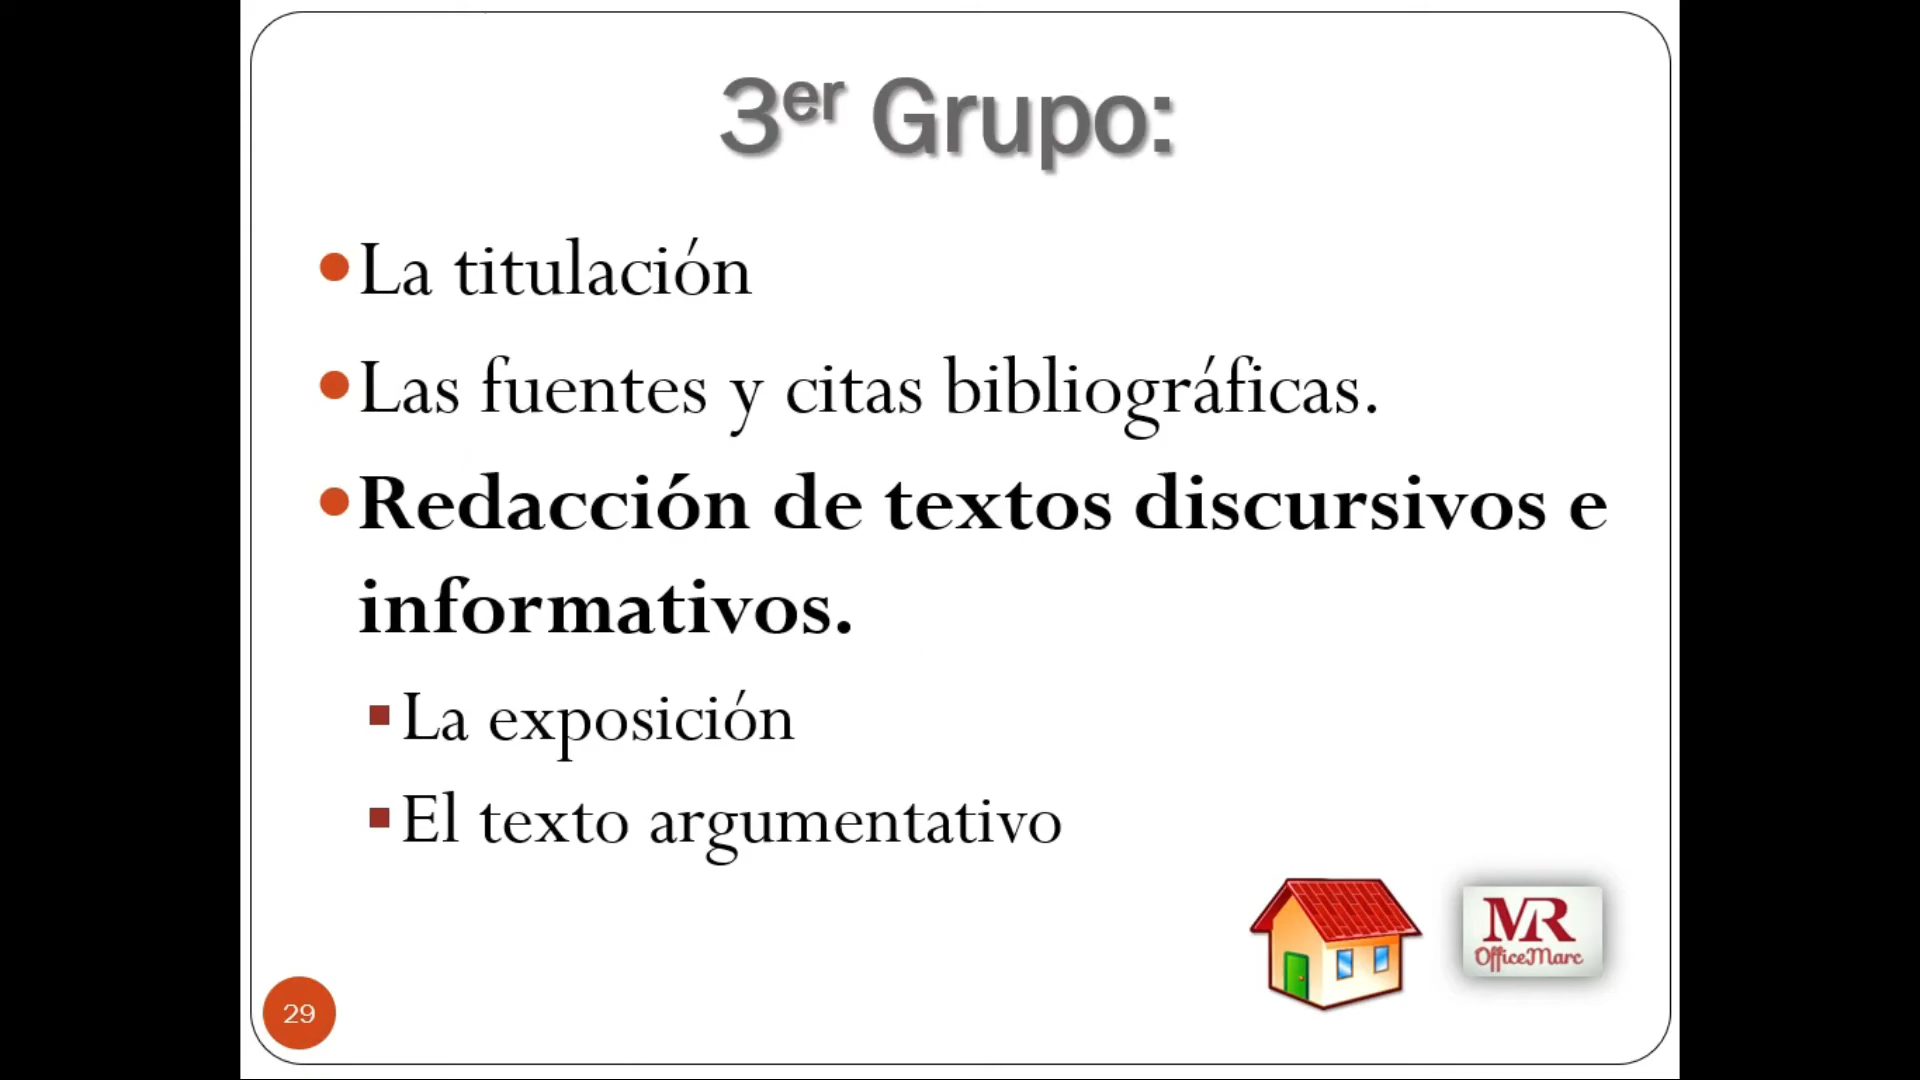 3er Grupo:
La titulación
Las fuentes y citas bibliográficas.
Redacción de textos discursivos e
informativos.
La exposición
El texto argumentativo
MR
OfficeMarc
29